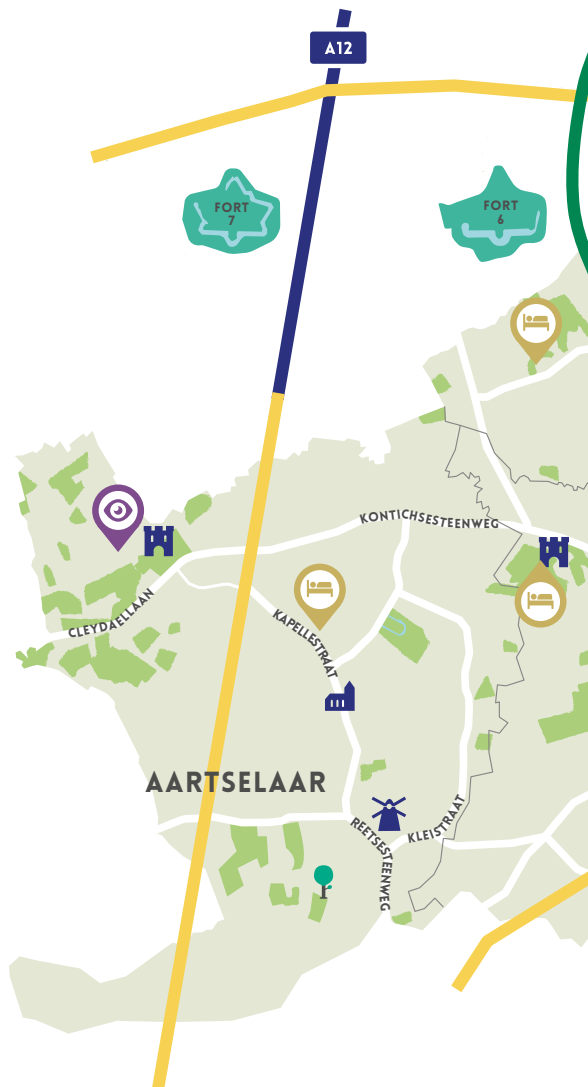 A12
FORT
7
FORT
6
KONTICHSESTEENWEG
CLEYDAELLAAN
KAPELLESTRAAT
AARTSELAAR
REETSESTEENWEG
KLEISTRAAT